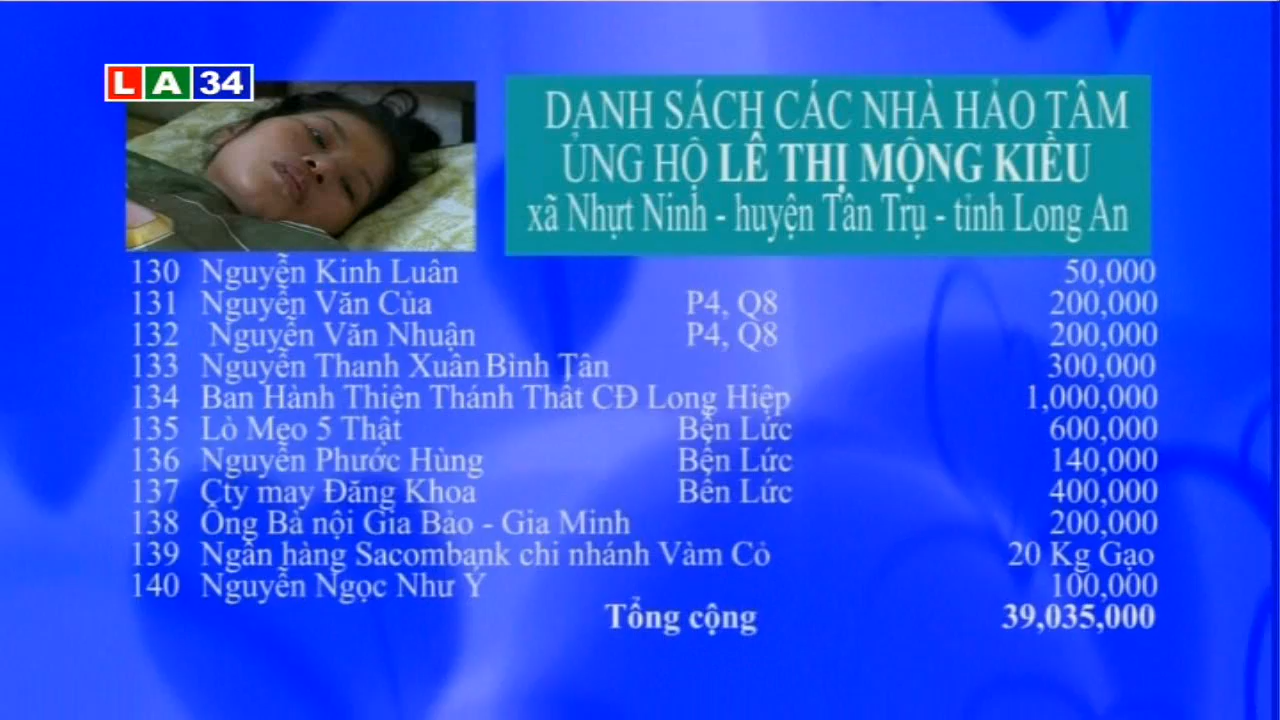 LA34
DANH SÁCH CÁC NHÀ HẢO TÂM
ỦNG HỘ LÊ THỊ MỘNG KIỀU
xã Nhựt Ninh - huyện Tân Trụ - tỉnh Long An
130 Nguyễn Kinh Luân 50,000
131 Nguyễn Văn Của P4, Q8 200,000
132 Nguyễn Văn Nhuận P4, Q8 200,000
133 Nguyễn Thanh Xuân Bình Tân 300,000
134 Ban Hành Thiện Thánh Thất CĐ Long Hiệp 1,000,000
135 Lò Mẹo 5 Thật Bến Lức 600,000
136 Nguyễn Phước Hùng Bến Lức 140,000
137 Cty may Đăng Khoa Bến Lức 400,000
138 Ông Bà nội Gia Bảo - Gia Minh 200,000
139 Ngân hàng Sacombank chi nhánh Vàm Cỏ 20 Kg Gạo
140 Nguyễn Ngọc Như Ý 100,000
Tổng cộng 39,035,000